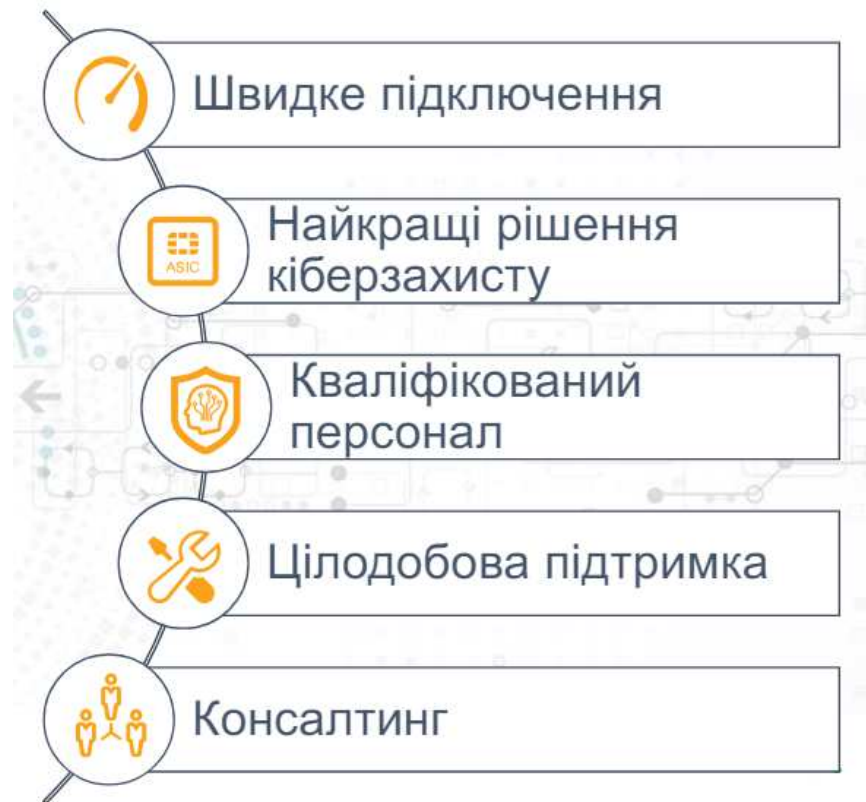 Швидке підключення
Найкращі рішення
кіберзахисту
ASIC
Кваліфікований
персонал
Цілодобова підтримка
Консалтинг